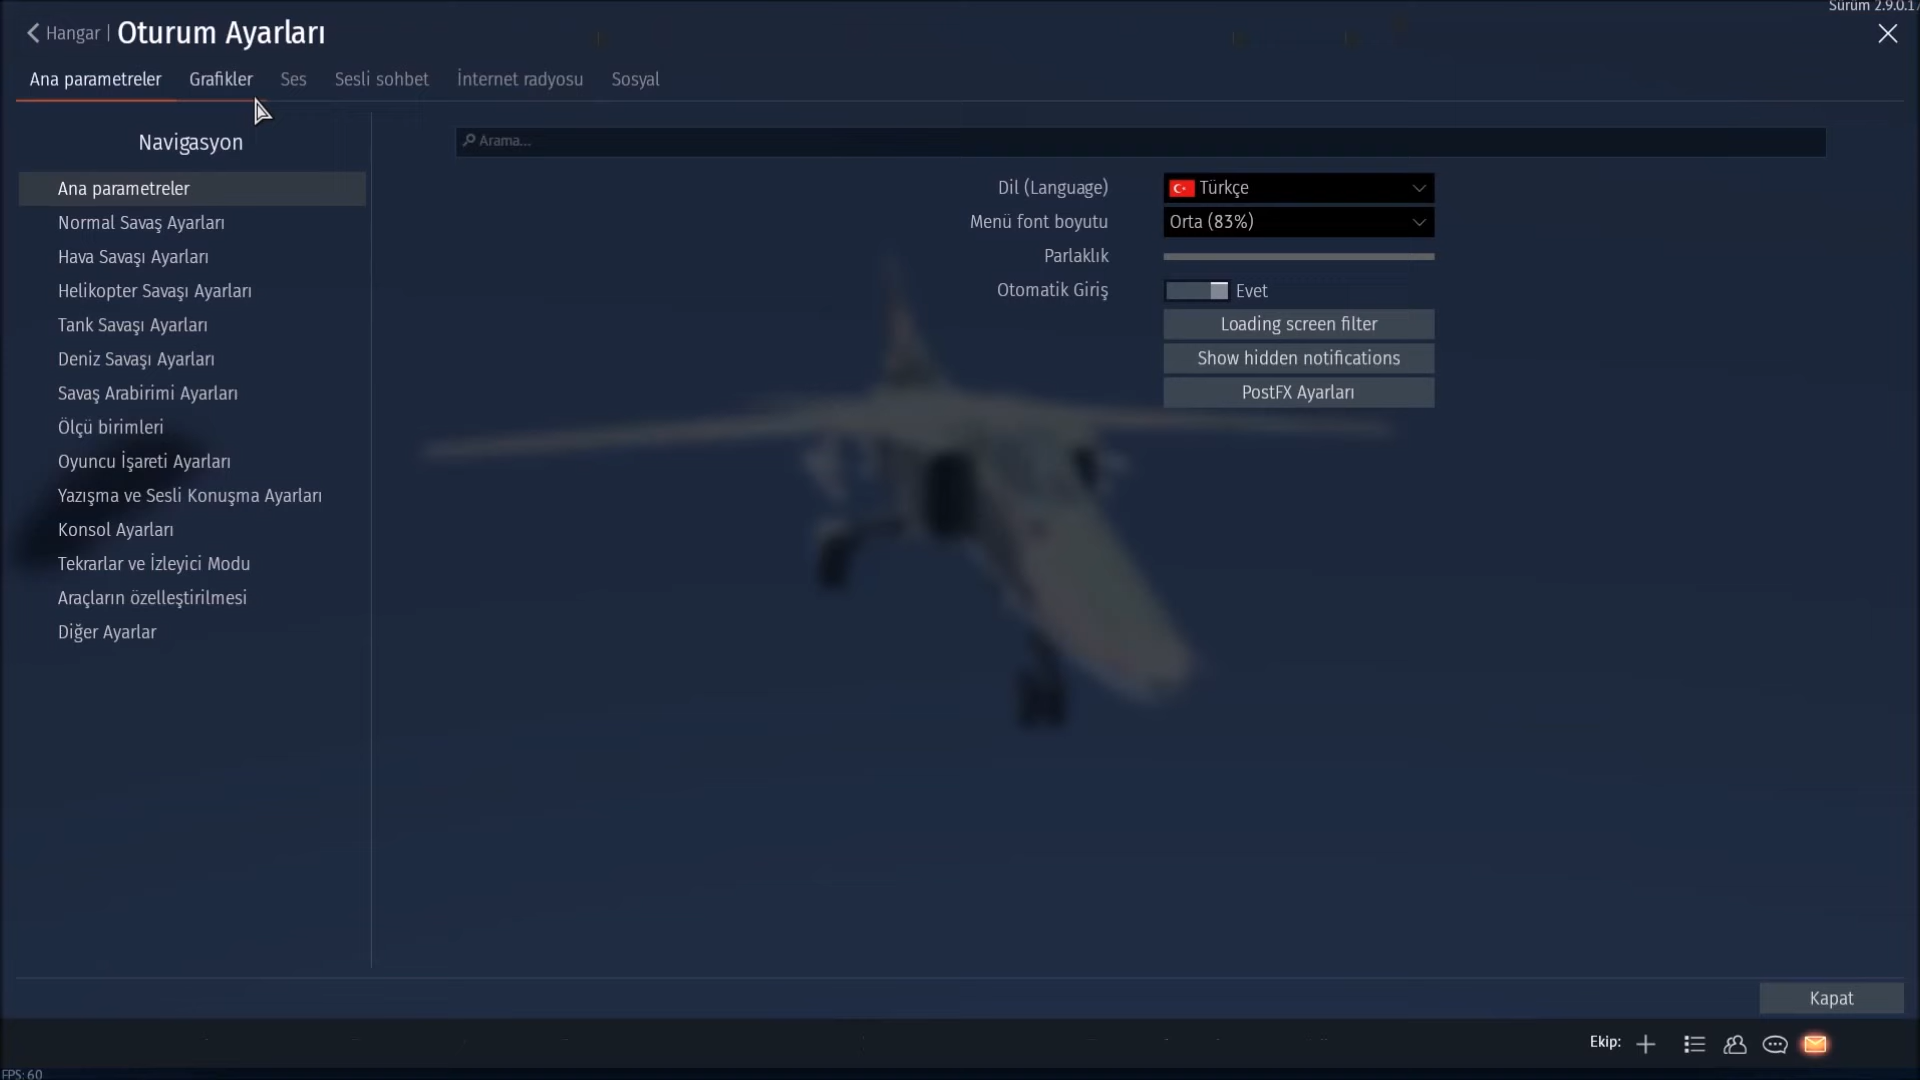 Sürüm 2.9.0.1
Hangar | Oturum Ayarları
Ana parametreler Grafikler Ses Sesli sohbet İnternet radyosu Sosyal
Navigasyon
Ana parametreler
Normal Savaş Ayarları
Hava Savaşı Ayarları
Helikopter Savaşı Ayarları
Tank Savaşı Ayarları
Deniz Savaşı Ayarları
Savaş Arabirimi Ayarları
Ölçü birimleri
Oyuncu İşareti Ayarları
Yazışma ve Sesli Konuşma Ayarları
Konsol Ayarları
Tekrarlar ve İzleyici Modu
Araçların özelleştirilmesi
Diğer Ayarlar
Arama...
Dil (Language) Türkçe
Menü font boyutu Orta (83%)
Parlaklık
Otomatik Giriş Evet
Loading screen filter
Show hidden notifications
PostFX Ayarları
Kapat
Ekip:
FPS: 60